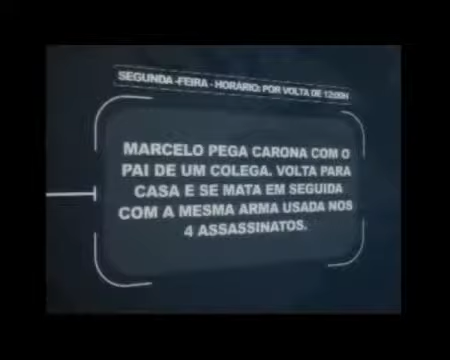 SEGUNDA -FEIRA - HORÁRIO: POR VOLTA DE 12:00H
MARCELO PEGA CARONA COM O
PAI DE UM COLEGA. VOLTA PARA
CASA E SE MATA EM SEGUIDA
COM A MESMA ARMA USADA NOS
4 ASSASSINATOS.